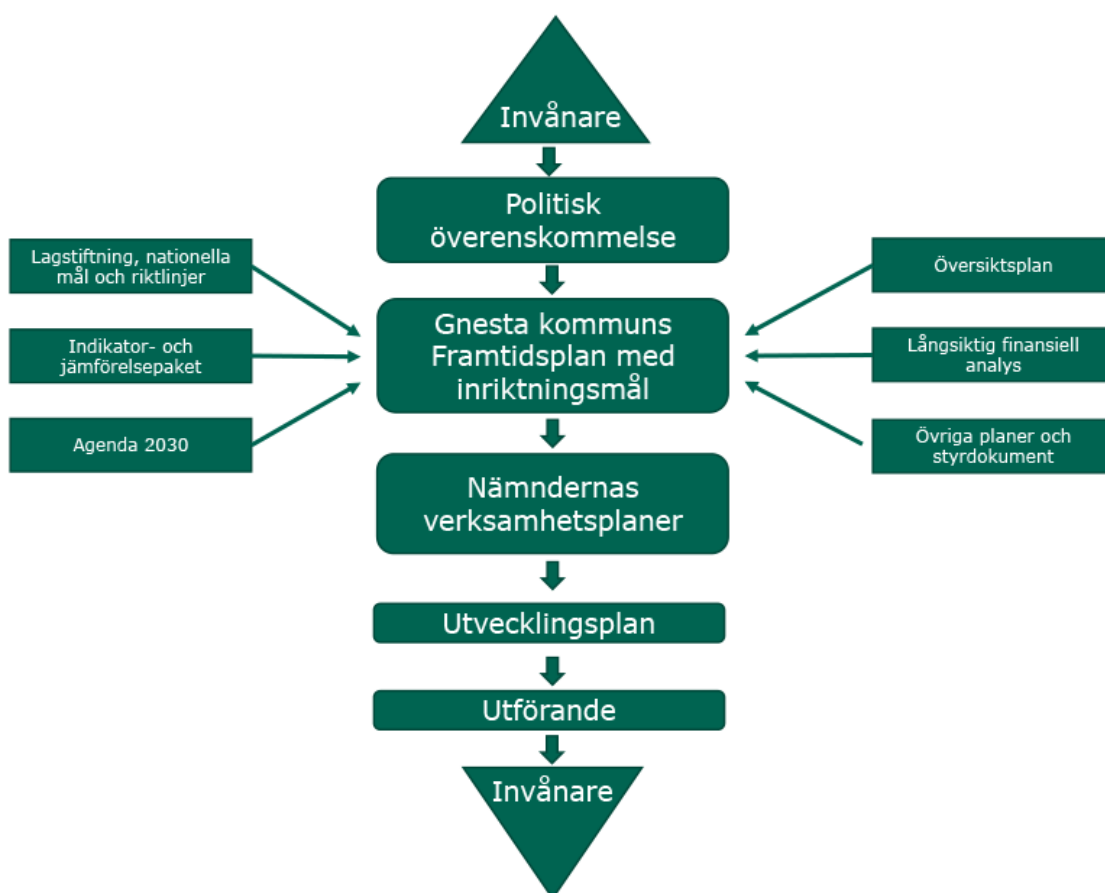 Invånare
Politisk
överenskommelse
Lagstiftning, nationella
mål och riktlinjer
Indikator- och
jämförelsepaket
Agenda 2030
Gnesta kommuns
Framtidsplan med
inriktningsmål
Översiktsplan
Långsiktig finansiell
analys
Övriga planer och
styrdokument
Nämndernas
verksamhetsplaner
Utvecklingsplan
Utförande
Invånare